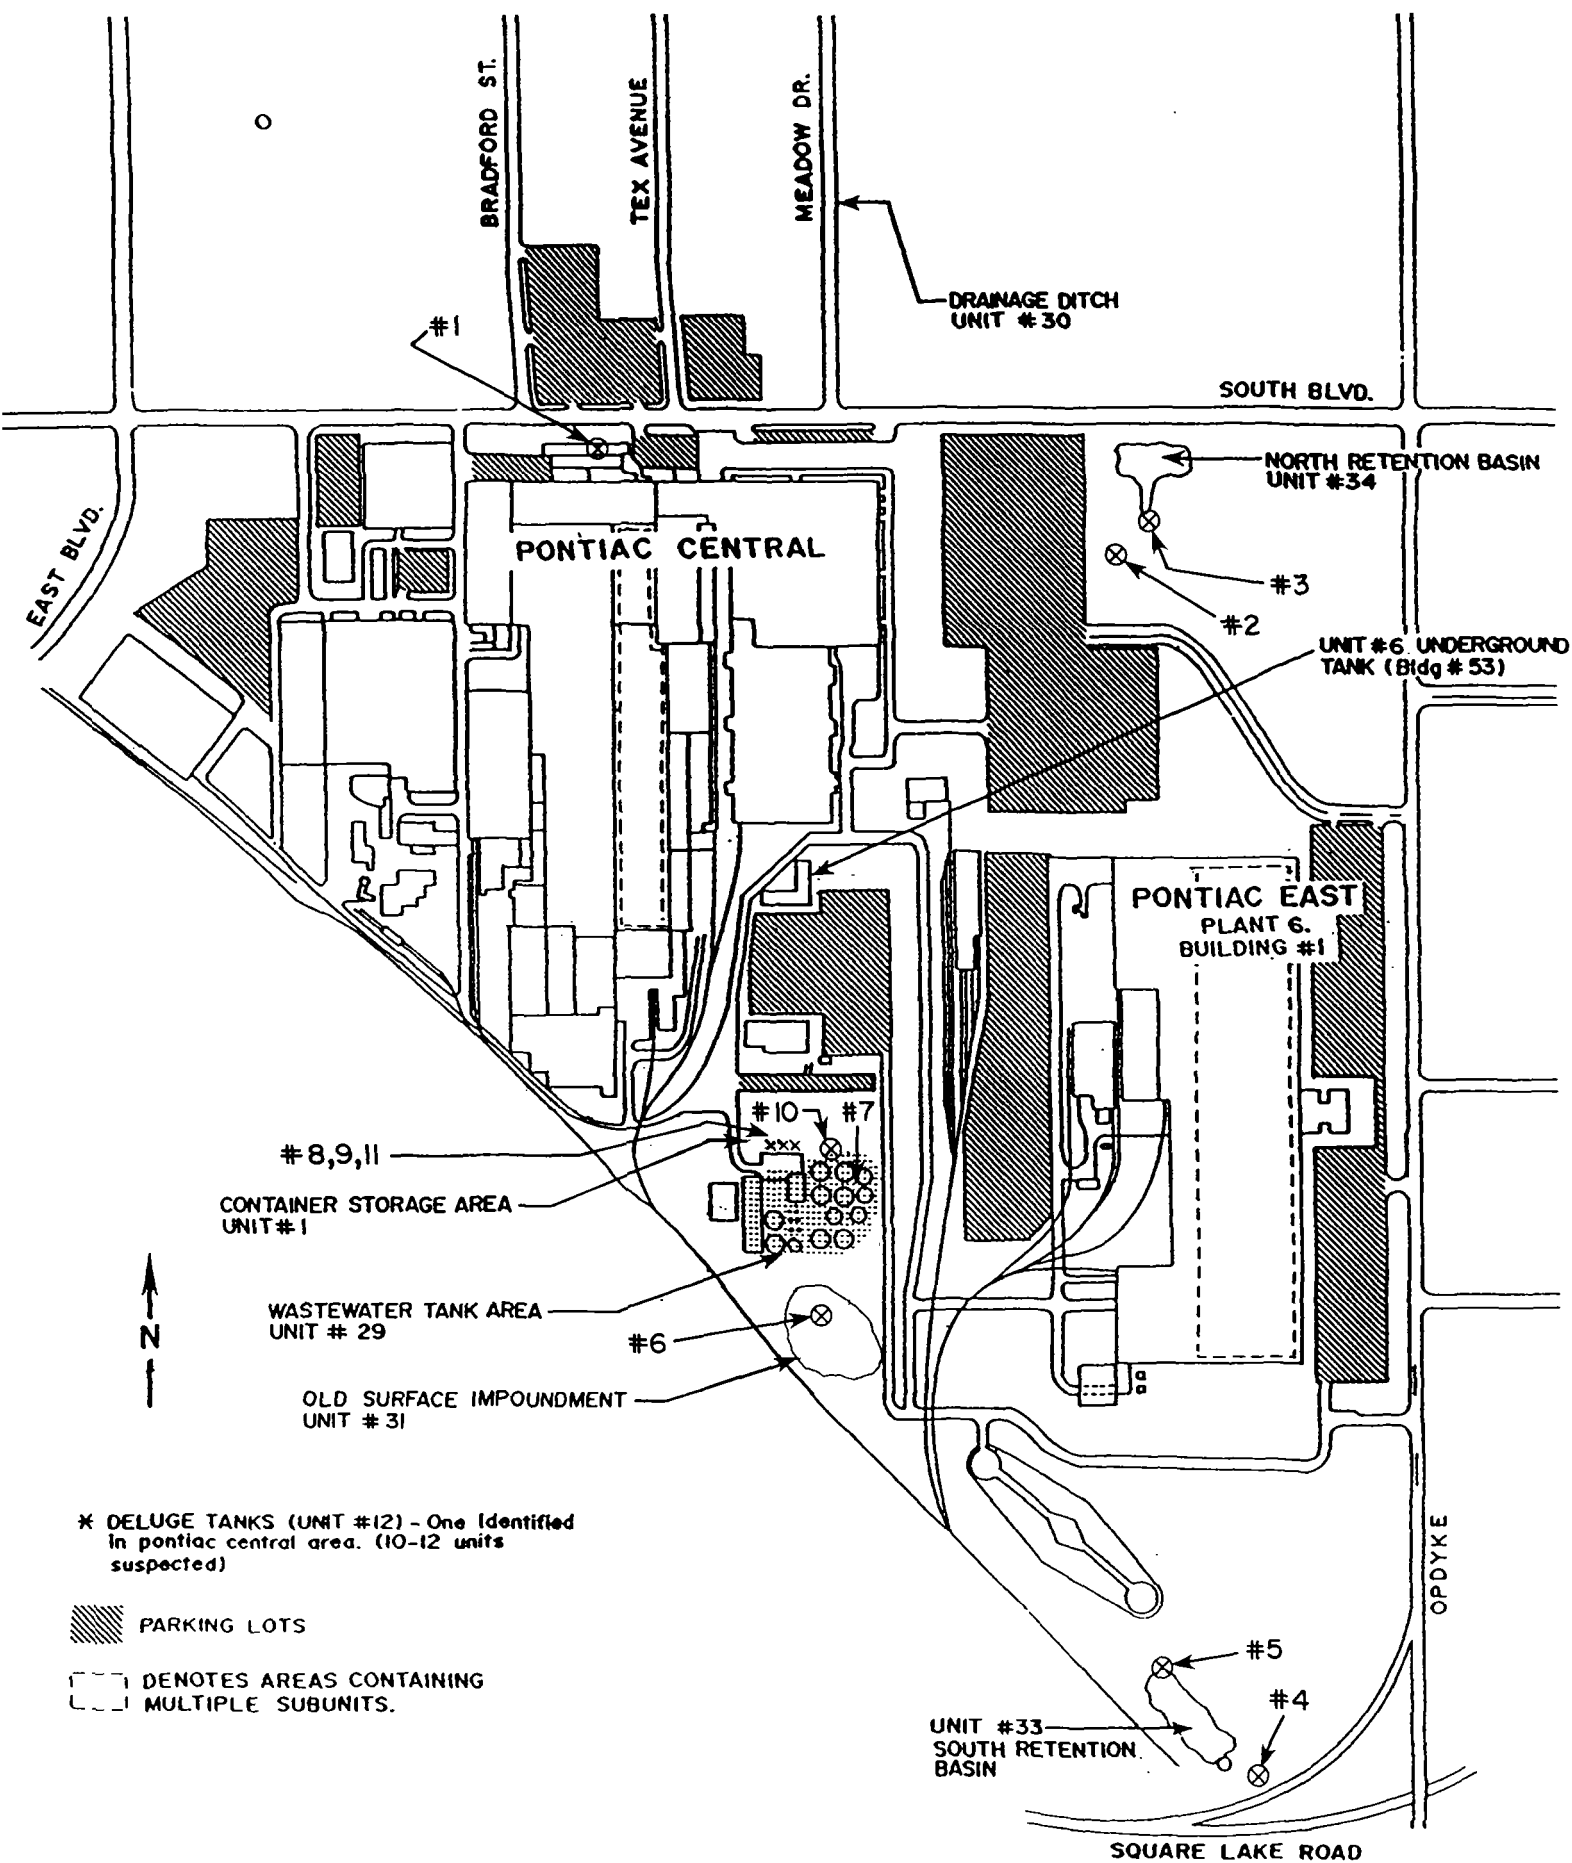 BRADFORD ST.
TEX AVENUE
MEADOW DR.
DRAINAGE DITCH
UNIT #30
#1
SOUTH BLVD.
NORTH RETENTION BASIN
UNIT #34
EAST BLVD.
PONTIAC CENTRAL
#3
#2
UNIT #6 UNDERGROUND
TANK (Bldg #53)
PONTIAC EAST
PLANT 6.
BUILDING #1
#10
#7
#8,9,11
xxx
CONTAINER STORAGE AREA
UNIT #1
N
WASTEWATER TANK AREA
UNIT # 29
#6
OLD SURFACE IMPOUNDMENT
UNIT #31
* DELUGE TANKS (UNIT #12) - One Identified
in pontiac central area. (10-12 units
suspected)
PARKING LOTS
DENOTES AREAS CONTAINING
MULTIPLE SUBUNITS.
OPDYKE
#5
#4
UNIT #33
SOUTH RETENTION
BASIN
SQUARE LAKE ROAD